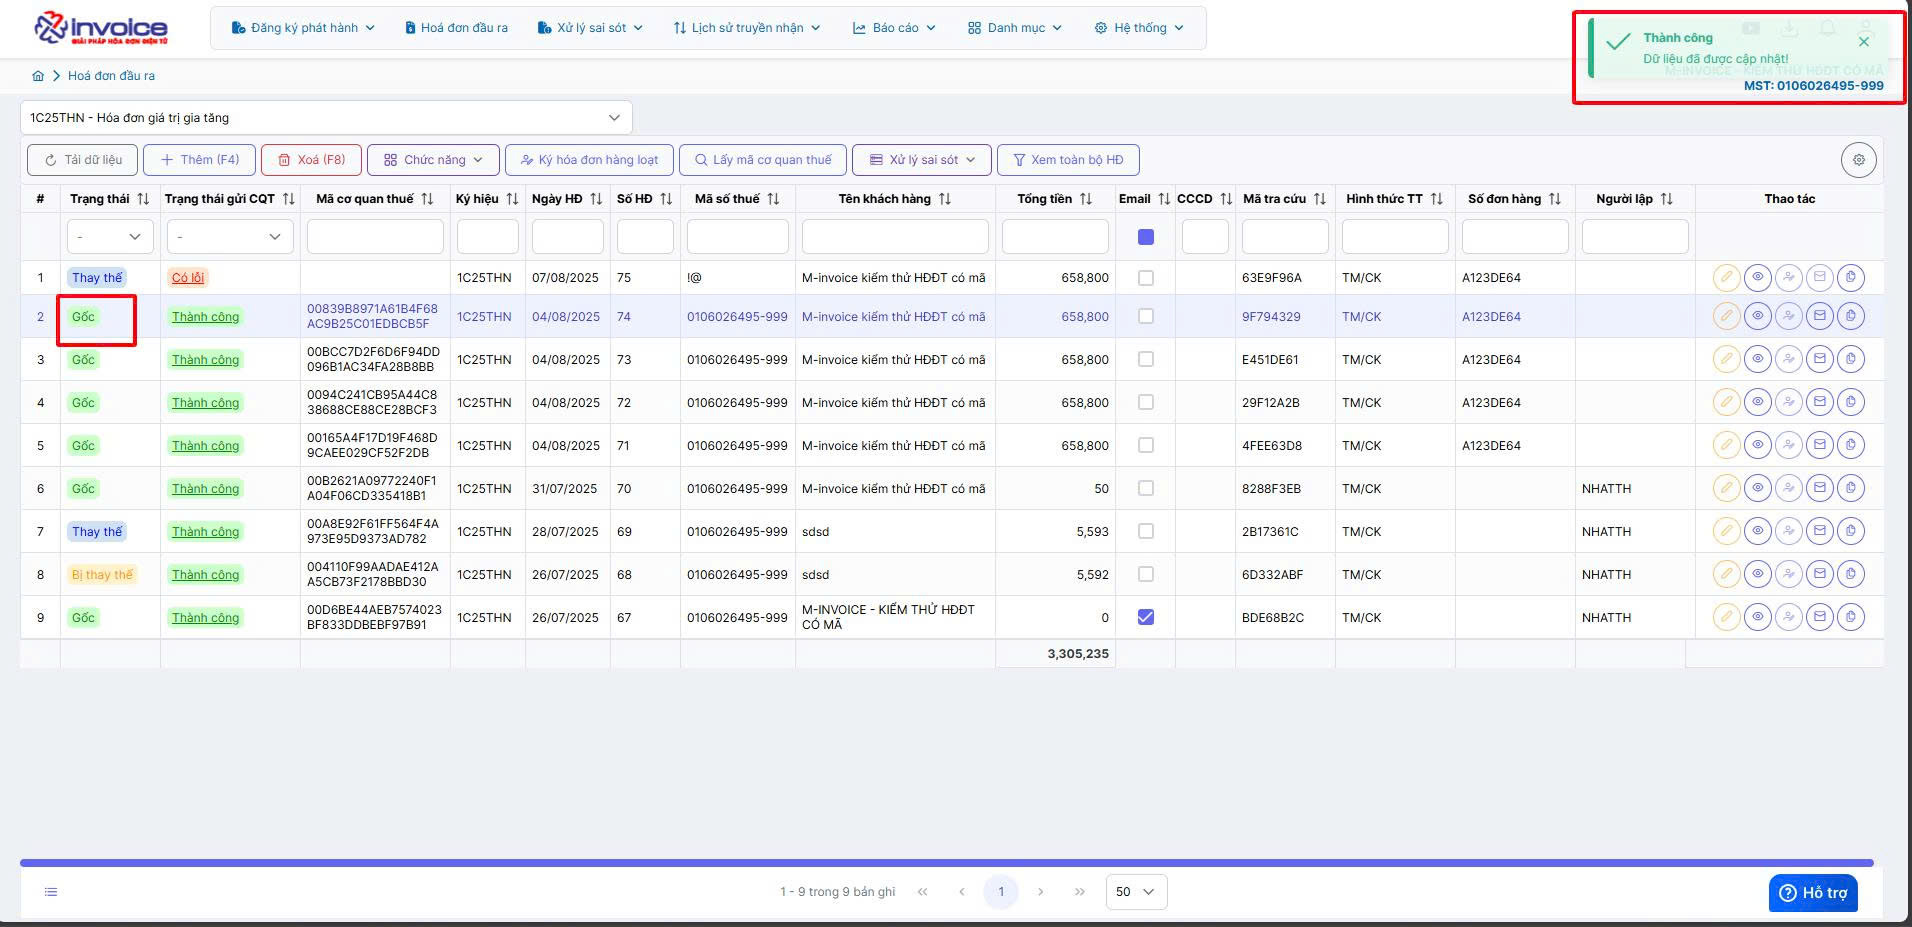 invoice
GIẢI PHÁP HÓA ĐƠN ĐIỆN TỬ
Đăng ký phát hành
Hoá đơn đầu ra
Xử lý sai sót
Lịch sử truyền nhận
Báo cáo
Danh mục
Hệ thống
Thành công
Dữ liệu đã được cập nhật!
M-INVOICE - KIỂM THỬ HĐĐT CÓ MÃ
MST: 0106026495-999
Hoá đơn đầu ra
1C25THN - Hóa đơn giá trị gia tăng
Tải dữ liệu
Thêm (F4)
Xoá (F8)
Chức năng
Ký hóa đơn hàng loạt
Lấy mã cơ quan thuế
Xử lý sai sót
Xem toàn bộ HĐ
# Trạng thái Trạng thái gửi CQT Mã cơ quan thuế Ký hiệu Ngày HĐ Số HĐ Mã số thuế Tên khách hàng Tổng tiền Email CCCD Mã tra cứu Hình thức TT Số đơn hàng Người lập Thao tác
- -
1 Thay thế Có lỗi 1C25THN 07/08/2025 75 !@ M-invoice kiểm thử HĐĐT có mã 658,800 63E9F96A TM/CK A123DE64
2 Gốc Thành công 00839B8971A61B4F68 AC9B25C01EDBCB5F 1C25THN 04/08/2025 74 0106026495-999 M-invoice kiểm thử HĐĐT có mã 658,800 9F794329 TM/CK A123DE64
3 Gốc Thành công 00BCC7D2F6D6F94DD 096B1AC34FA28B8BB 1C25THN 04/08/2025 73 0106026495-999 M-invoice kiểm thử HĐĐT có mã 658,800 E451DE61 TM/CK A123DE64
4 Gốc Thành công 0094C241CB95A44C8 38688CE88CE28BCF3 1C25THN 04/08/2025 72 0106026495-999 M-invoice kiểm thử HĐĐT có mã 658,800 29F12A2B TM/CK A123DE64
5 Gốc Thành công 00165A4F17D19F468D 9CAEE029CF52F2DB 1C25THN 04/08/2025 71 0106026495-999 M-invoice kiểm thử HĐĐT có mã 658,800 4FEE63D8 TM/CK A123DE64
6 Gốc Thành công 00B2621A09772240F1 A04F06CD335418B1 1C25THN 31/07/2025 70 0106026495-999 M-invoice kiểm thử HĐĐT có mã 50 8288F3EB TM/CK NHATTH
7 Thay thế Thành công 00A8E92F61FF564F4A 973E95D9373AD782 1C25THN 28/07/2025 69 0106026495-999 sdsd 5,593 2B17361C TM/CK NHATTH
8 Bị thay thế Thành công 004110F99AADAE412A A5CB73F2178BBD30 1C25THN 26/07/2025 68 0106026495-999 sdsd 5,592 6D332ABF TM/CK NHATTH
9 Gốc Thành công 00D6BE44AEB7574023 BF833DDBEBF97B91 1C25THN 26/07/2025 67 0106026495-999 M-INVOICE - KIỂM THỬ HĐĐT CÓ MÃ 0 BDE68B2C TM/CK NHATTH
3,305,235
1 - 9 trong 9 bản ghi
1
50
Hỗ trợ